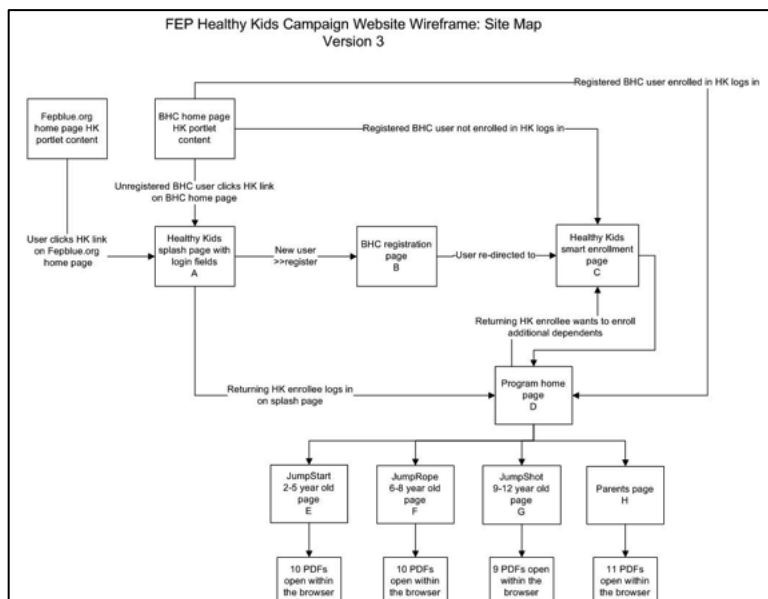 FEP Healthy Kids Campaign Website Wireframe: Site Map
Version 3
Registered BHC user enrolled in HK logs in
Fepblue.org
home page HK
portlet content
BHC home page
HK portlet
content
Registered BHC user not enrolled in HK logs in
Unregistered BHC user clicks HK link
on BHC home page
User clicks HK link
on Fepblue.org
home page
Healthy Kids
splash page with
login fields
A
New user
>>register
BHC registration
page
B
User re-directed to
Healthy Kids
smart enrollment
page
C
Returning HK enrollee wants to enroll
additional dependents
Returning HK enrollee logs in
on splash page
Program home
page
D
JumpStart
2-5 year old
page
E
JumpRope
6-8 year old
page
F
JumpShot
9-12 year old
page
G
Parents page
H
10 PDFs
open within
the browser
10 PDFs
open within
the browser
9 PDFs open
within the
browser
11 PDFs
open within
the browser